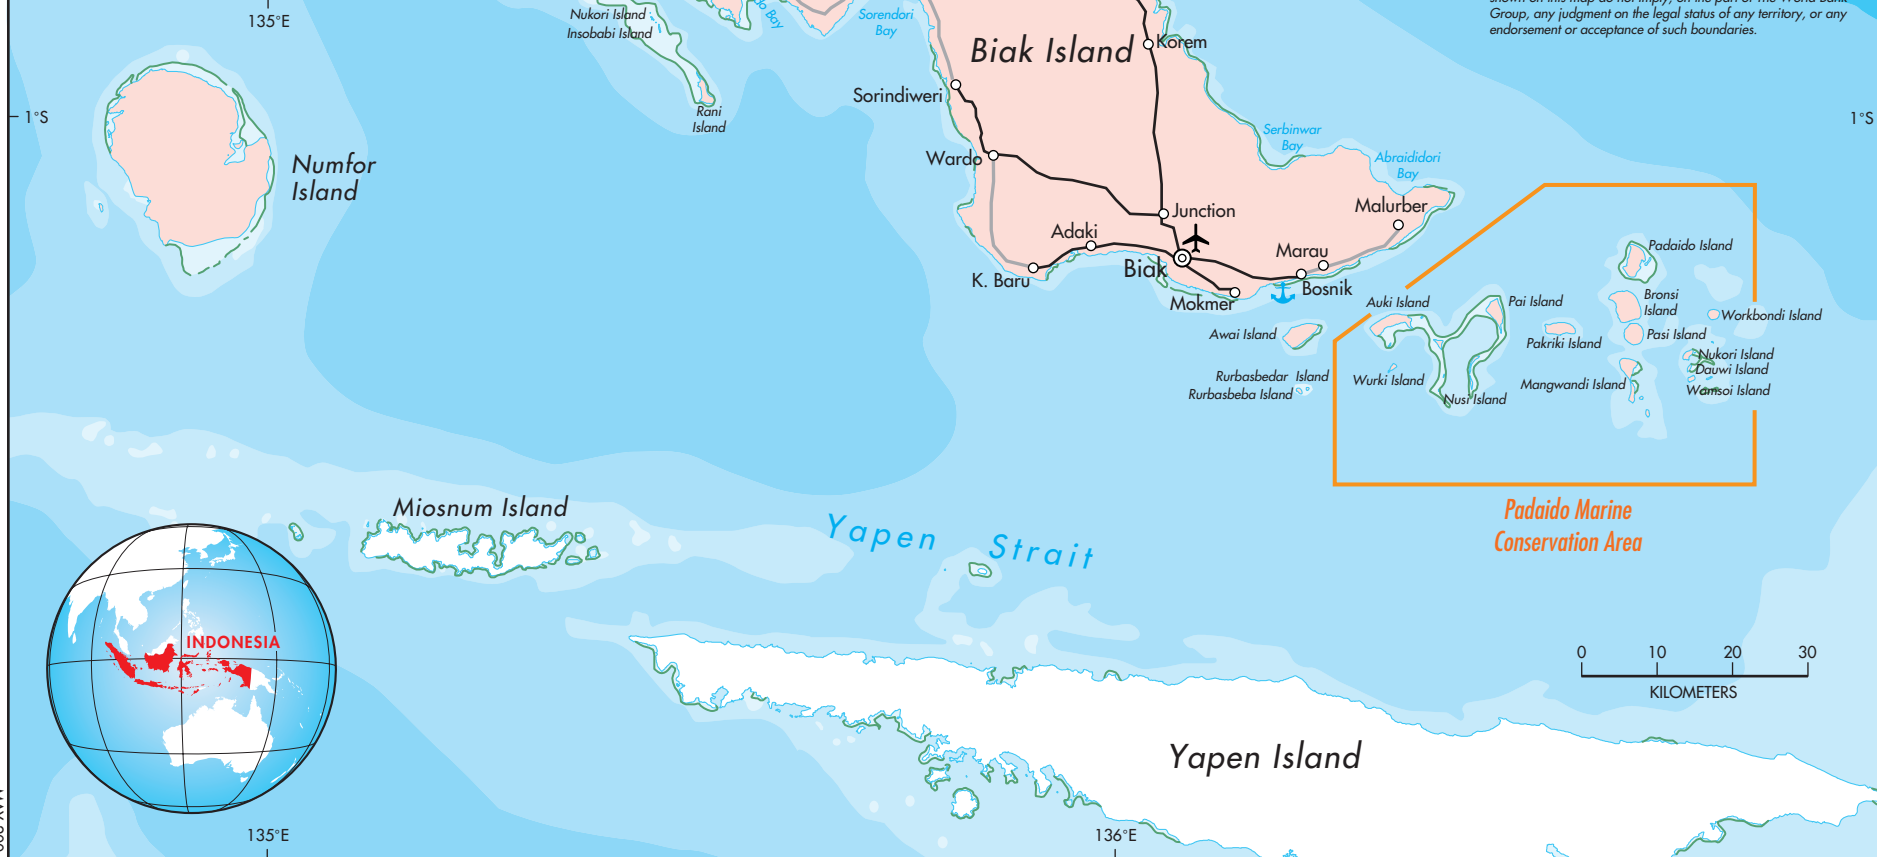 135°E
Nukori Island
Insobabi Island
Bay
Sorendori
Bay
Group, any judgment on the legal status of any territory, or any
endorsement or acceptance of such boundaries.
Biak Island
Korem
Sorindiweri
Rani
Island
1°S
1°S
Serbinwar
Bay
Abraididori
Bay
Wardo
Numfor
Island
Junction
Malurber
Adaki
Marau
Padaido Island
K. Baru
Biak
Mokmer
Bosnik
Auki Island
Pai Island
Bronsi
Island
Workbondi Island
Awai Island
Pakriki Island
Pasi Island
Nukori Island
Dauwi Island
Rurbasbedar Island
Rurbasbeba Island
Wurki Island
Mangwandi Island
Wamsoi Island
Nusi Island
Miosnum Island
Yapen Strait
Padaido Marine
Conservation Area
INDONESIA
0 10 20 30
KILOMETERS
Yapen Island
135°E
136°E